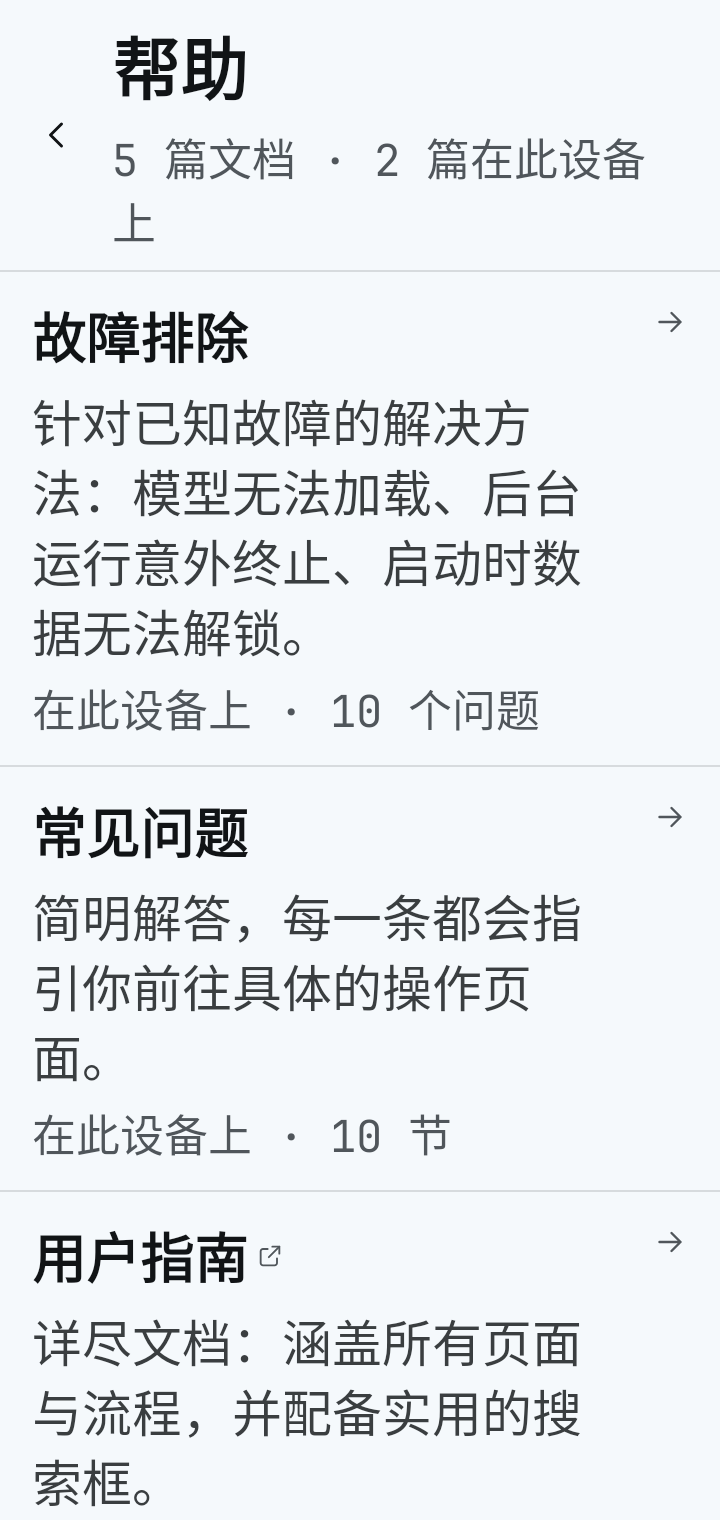 帮助
5 篇文档 · 2 篇在此设备
上
故障排除
针对已知故障的解决方
法：模型无法加载、后台
运行意外终止、启动时数
据无法解锁。
在此设备上 · 10 个问题
常见问题
简明解答，每一条都会指
引你前往具体的操作页
面。
在此设备上 · 10 节
用户指南
详尽文档：涵盖所有页面
与流程，并配备实用的搜
索框。